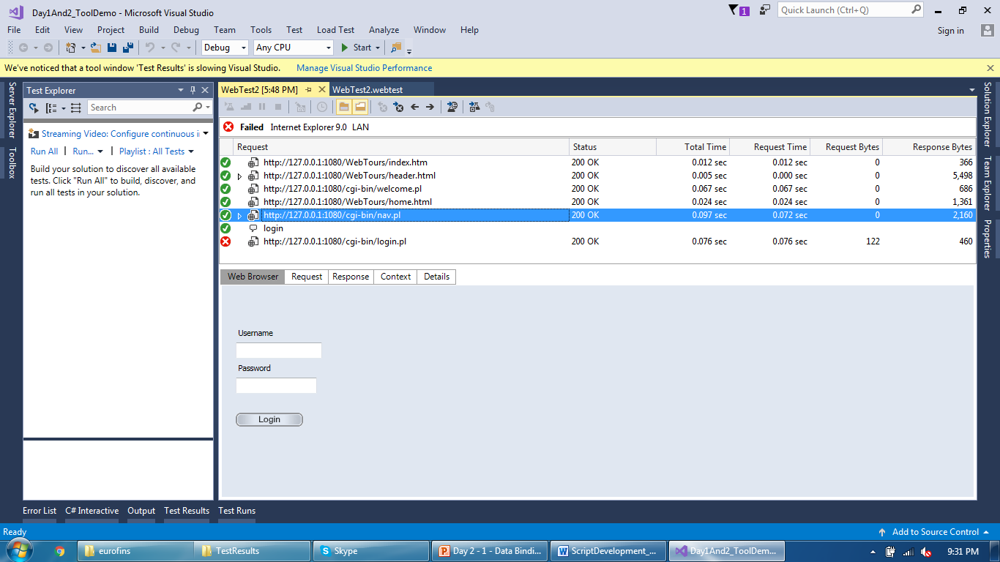 Day1And2_ToolDemo - Microsoft Visual Studio
1
Quick Launch (Ctrl+Q)
File Edit View Project Build Debug Team Tools Test Load Test Analyze Window Help
Sign in
Debug Any CPU Start
We've noticed that a tool window 'Test Results' is slowing Visual Studio. Manage Visual Studio Performance
Server Explorer
Toolbox
Test Explorer
Search
Streaming Video: Configure continuous i
Run All Run... Playlist : All Tests
Build your solution to discover all available
tests. Click "Run All" to build, discover, and
run all tests in your solution.
WebTest2 [5:48 PM] WebTest2.webtest
Failed Internet Explorer 9.0 LAN
Request Status Total Time Request Time Request Bytes Response Bytes
http://127.0.0.1:1080/WebTours/index.htm 200 OK 0.012 sec 0.012 sec 0 366
http://127.0.0.1:1080/WebTours/header.html 200 OK 0.005 sec 0.000 sec 0 5,498
http://127.0.0.1:1080/cgi-bin/welcome.pl 200 OK 0.067 sec 0.067 sec 0 686
http://127.0.0.1:1080/WebTours/home.html 200 OK 0.024 sec 0.024 sec 0 1,361
http://127.0.0.1:1080/cgi-bin/nav.pl 200 OK 0.097 sec 0.072 sec 0 2,160
login
http://127.0.0.1:1080/cgi-bin/login.pl 200 OK 0.076 sec 0.076 sec 122 460
Web Browser Request Response Context Details
Username
Password
Login
Solution Explorer
Team Explorer
Properties
Error List C# Interactive Output Test Results Test Runs
Ready
Add to Source Control
eurofins TestResults Skype Day 2 - 1 - Data Bindi... ScriptDevelopment_... Day1And2_ToolDem...
9:31 PM